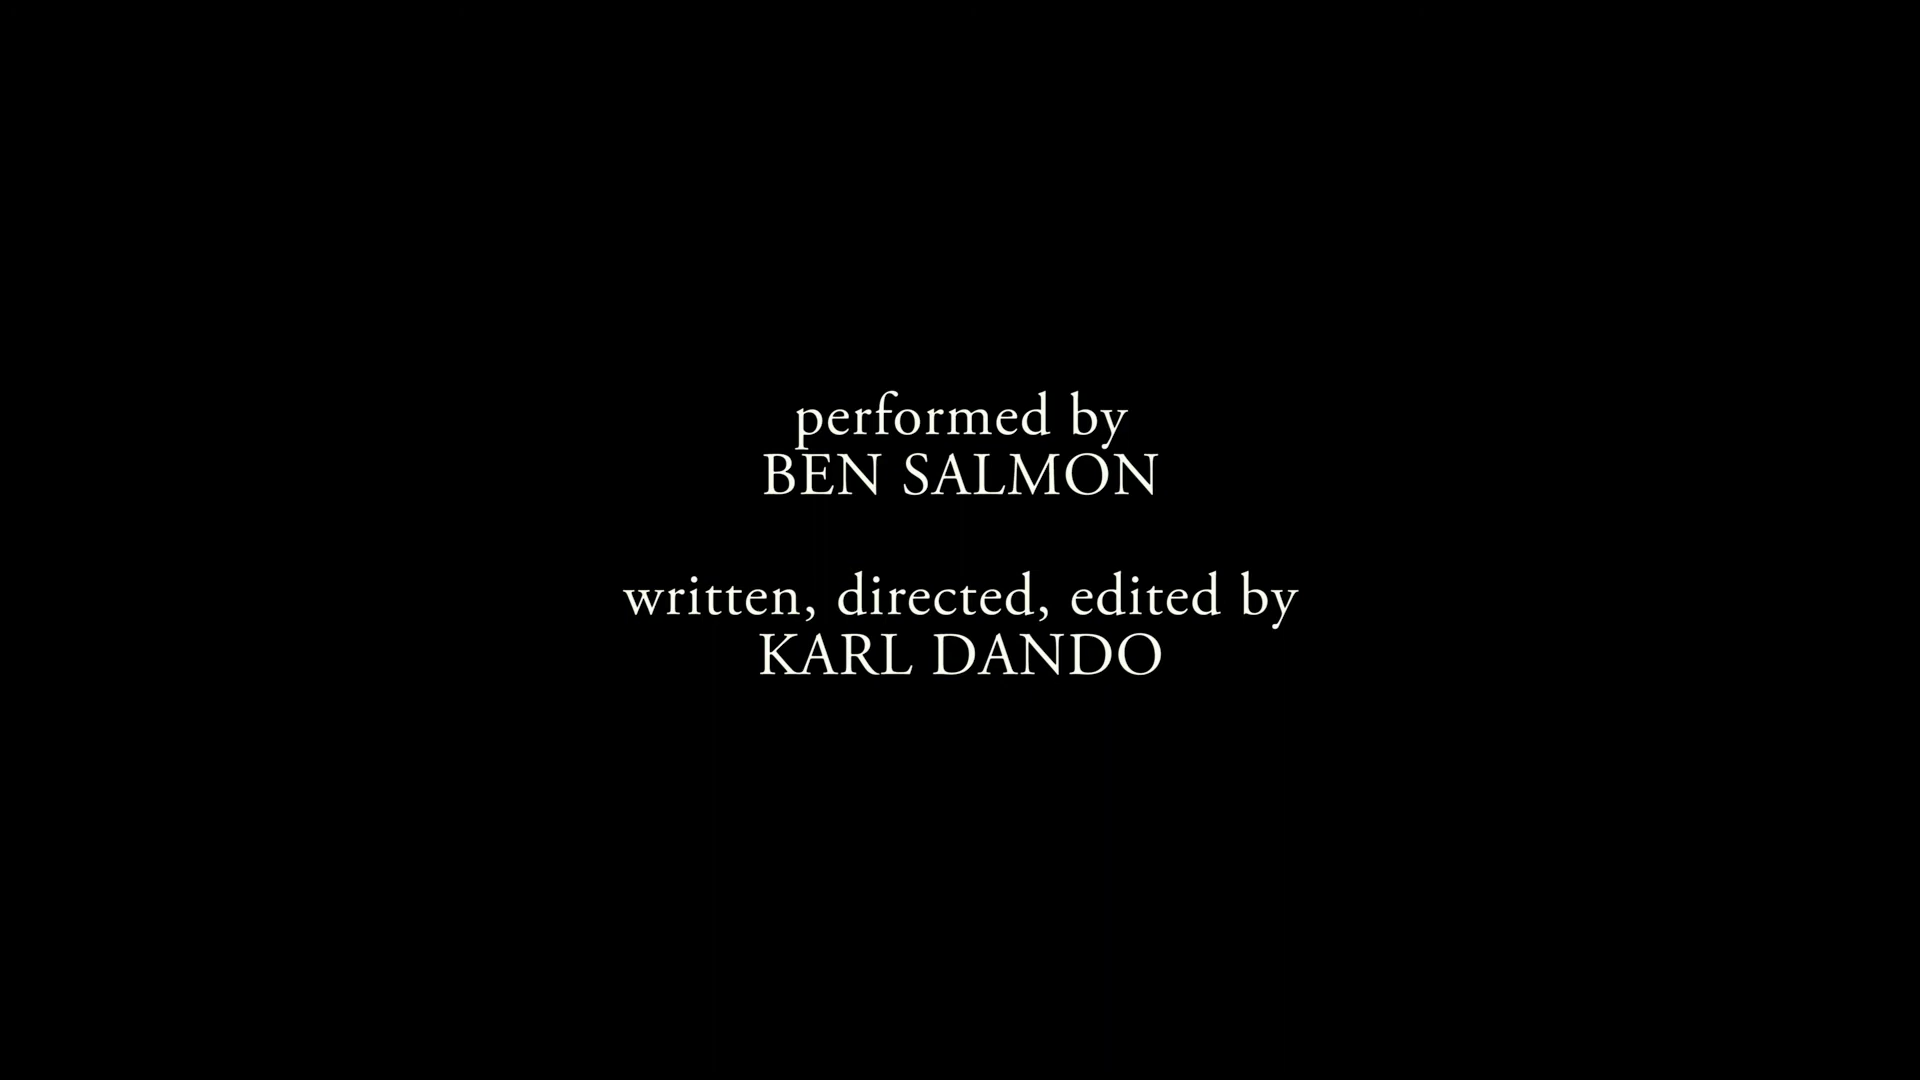 performed by
BEN SALMON
written, directed, edited by
KARL DANDO